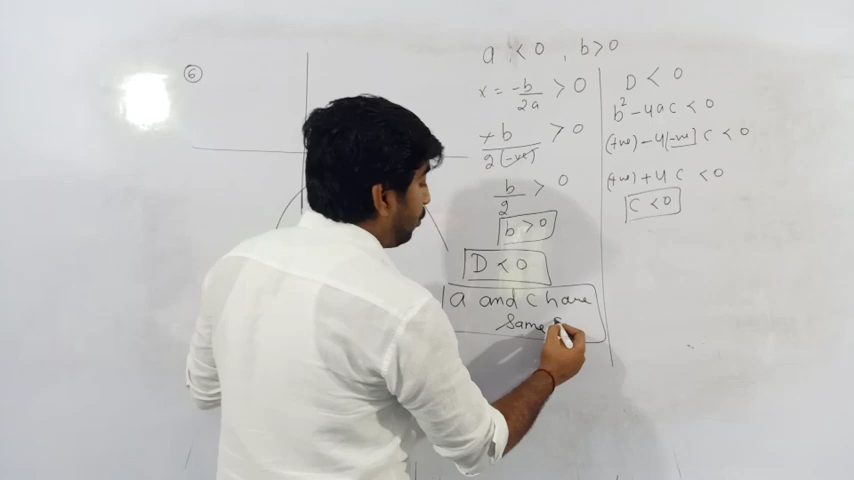 6
a < 0 , b > 0
x = -b/2a > 0
+b/2(-ve) > 0
b/2 > 0
b > 0
D < 0
a and c have
Same
D < 0
b² - 4ac < 0
(+ve) - 4(-ve) c < 0
(+ve) + 4 c < 0
c < 0